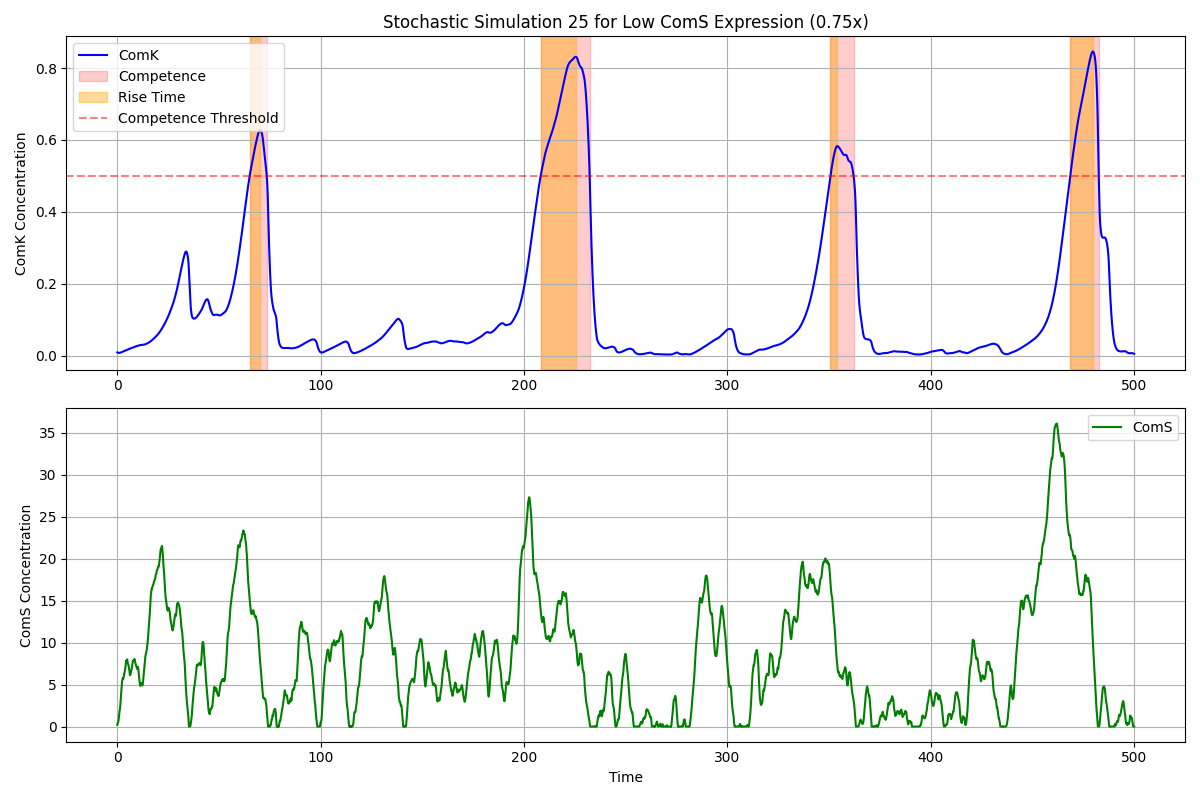 Stochastic Simulation 25 for Low ComS Expression (0.75x)
ComK Concentration
0.8
0.6
0.4
0.2
0.0
ComK
Competence
Rise Time
Competence Threshold
0 100 200 300 400 500
ComS Concentration
35
30
25
20
15
10
5
0
ComS
0 100 200 300 400 500
Time